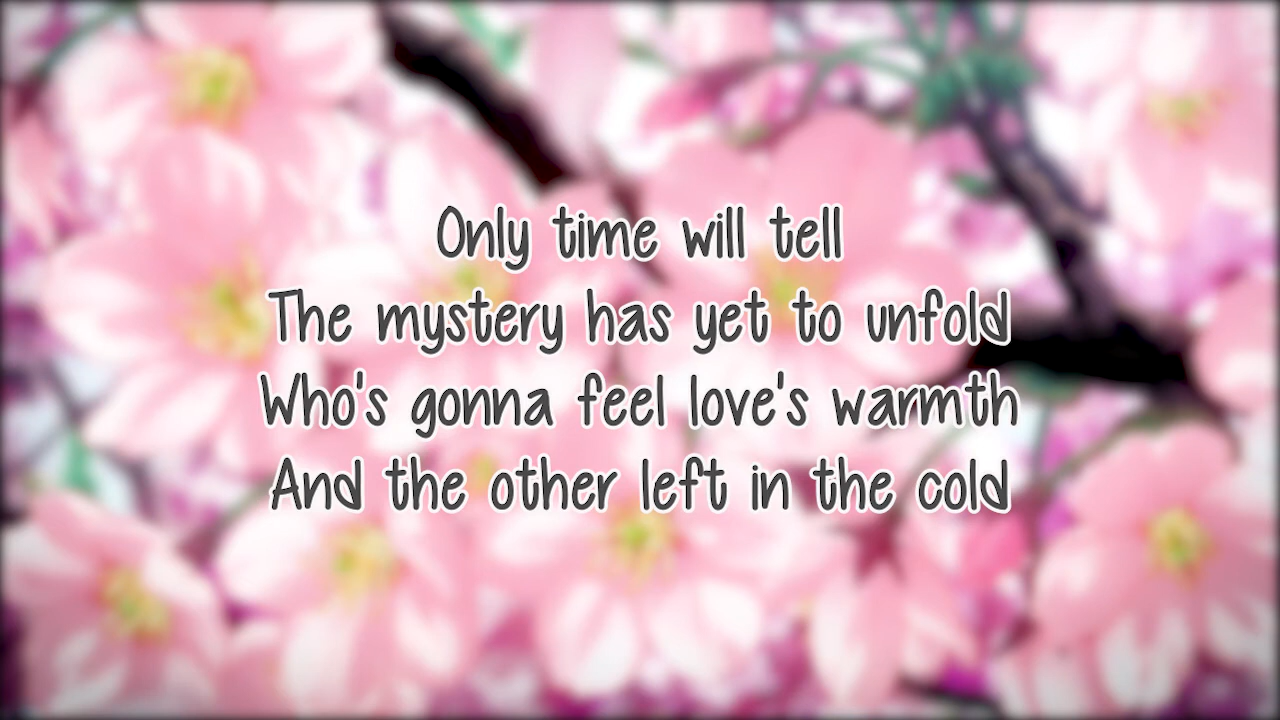 Only time will tell
The mystery has yet to unfold
Who's gonna feel love's warmth
And the other left in the cold